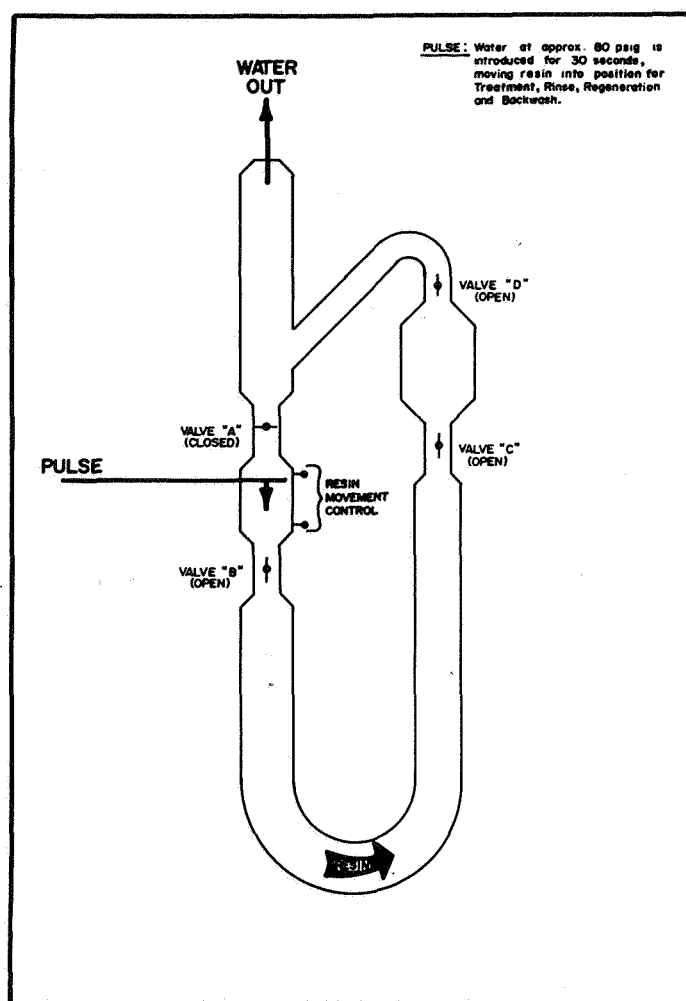 PULSE: Water at approx. 80 psig is
introduced for 30 seconds,
moving resin into position for
Treatment, Rinse, Regeneration
and Backwash.
WATER
OUT
VALVE "D"
(OPEN)
VALVE "A"
(CLOSED)
VALVE "C"
(OPEN)
PULSE
RESIN
MOVEMENT
CONTROL
VALVE "B"
(OPEN)
RESIN